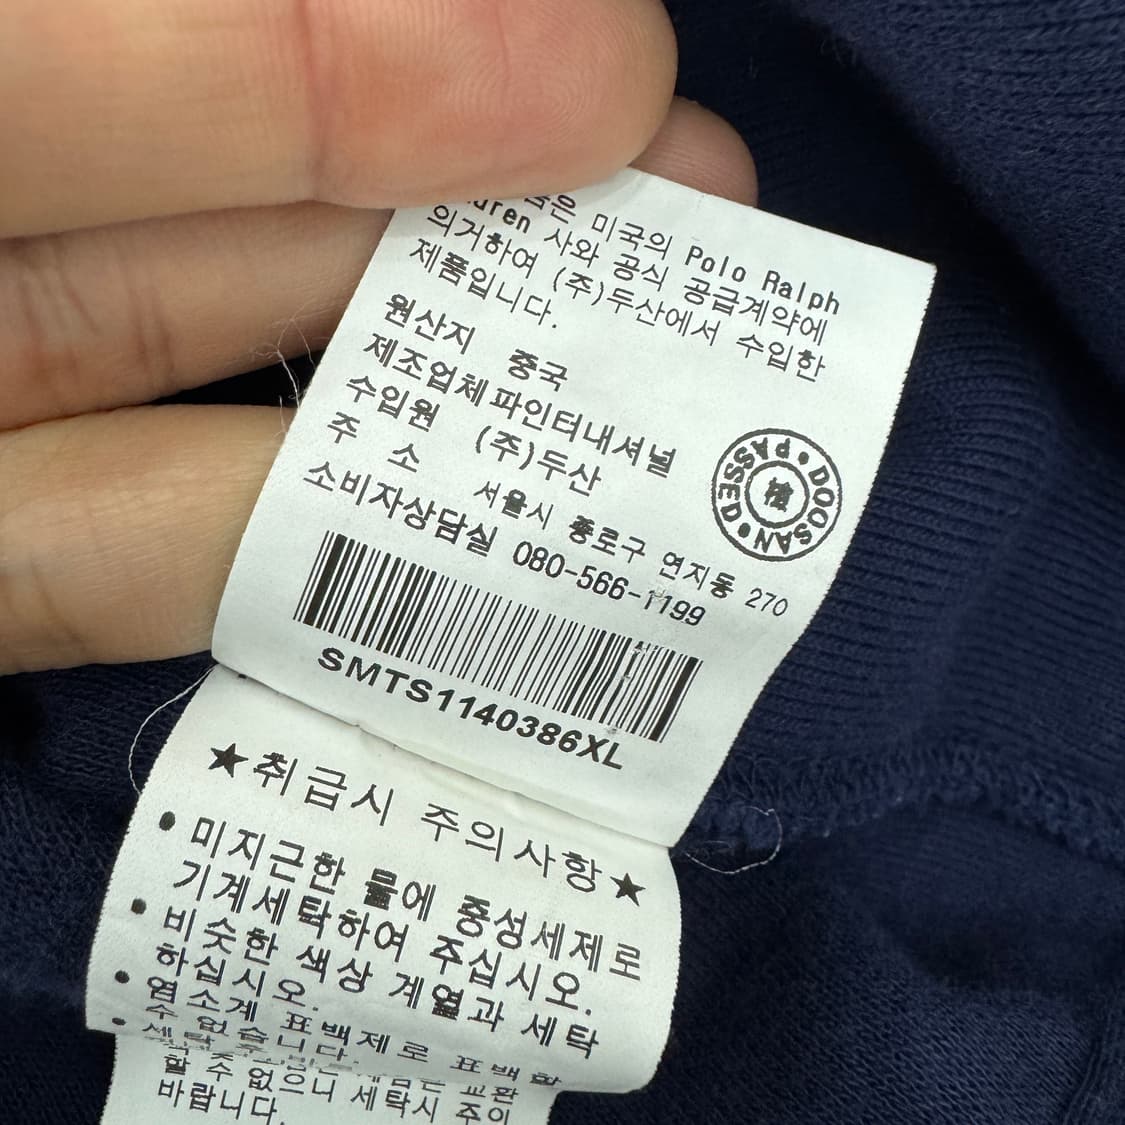 은 미국의 Polo Ralph
사와 공식 공급계약에
의거하여 (주)두산에서 수입한
제품입니다.
원산지 중국
제조업체 파인터내셔널
수입원 (주)두산
주 소 서울시 종로구 연지동 270
소비자상담실 080-566-1199
DOOSAN PASSED
SMTS1140386XL
★취급시 주의사항★
• 미지근한 물에 중성세제로
기계세탁하여 주십시오.
• 비슷한 색상 계열과 세탁
하십시오.
• 염소계 표백제로 표백할
수 없습니다.
할 수 없으니 세탁시 주의
바랍니다.